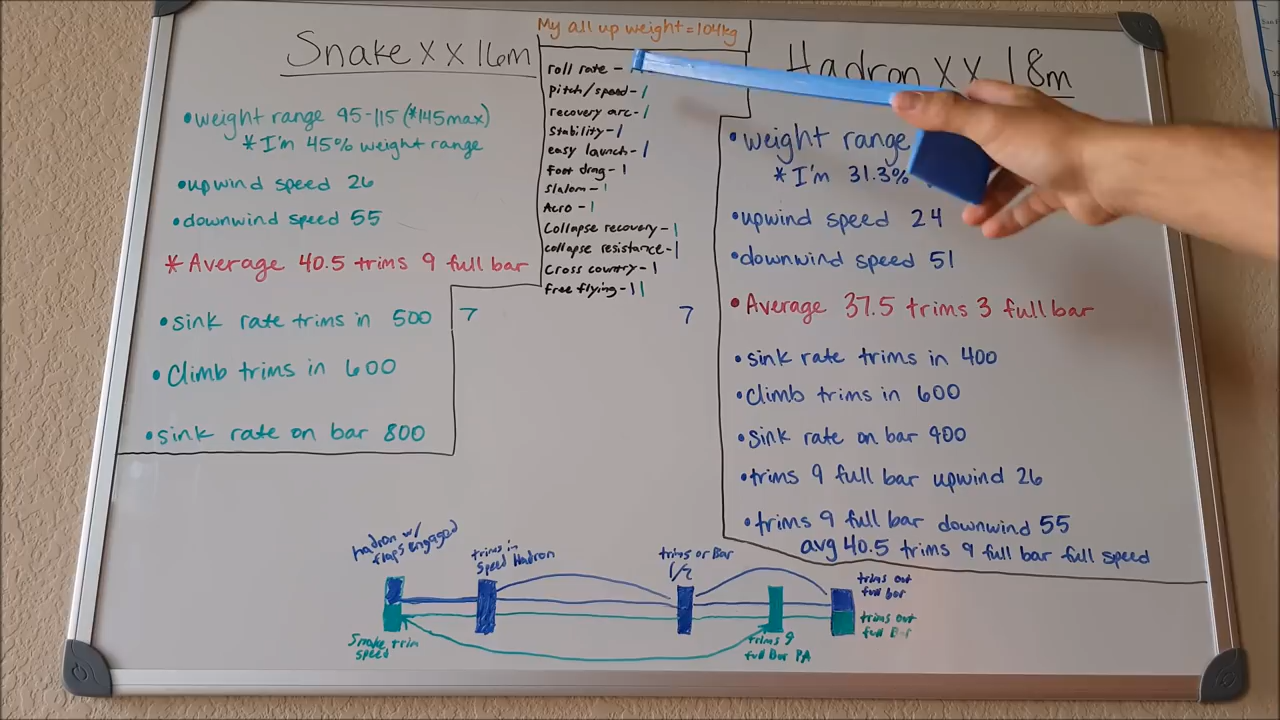 My all up weight = 104kg
Snake XX 16m
• weight range 95-115 (*145max)
* I'm 45% weight range
• upwind speed 26
• downwind speed 55
* Average 40.5 trims 9 full bar
• sink rate trims in 500
• Climb trims in 600
• sink rate on bar 800
roll rate -
pitch/speed- 1
recovery arc- 1
Stability- 1
easy launch- 1
foot drag- 1
slalom- 1
Acro - 1
Collapse recovery- 1
collapse resistance- 1
Cross country- 1
free flying- 11
7
7
Hadron XX 18m
• weight range
* I'm 31.3%
• upwind speed 24
• downwind speed 51
• Average 37.5 trims 3 full bar
• sink rate trims in 400
• climb trims in 600
• sink rate on bar 900
• trims 9 full bar upwind 26
• trims 9 full bar downwind 55
avg 40.5 trims 9 full bar full speed
hadron w/
flaps engaged
trims in
Speed Hadron
trims or Bar
1/2
trims out
full bar
Snake trim
speed
trims 9
full Bar PA
trims out
full Bar